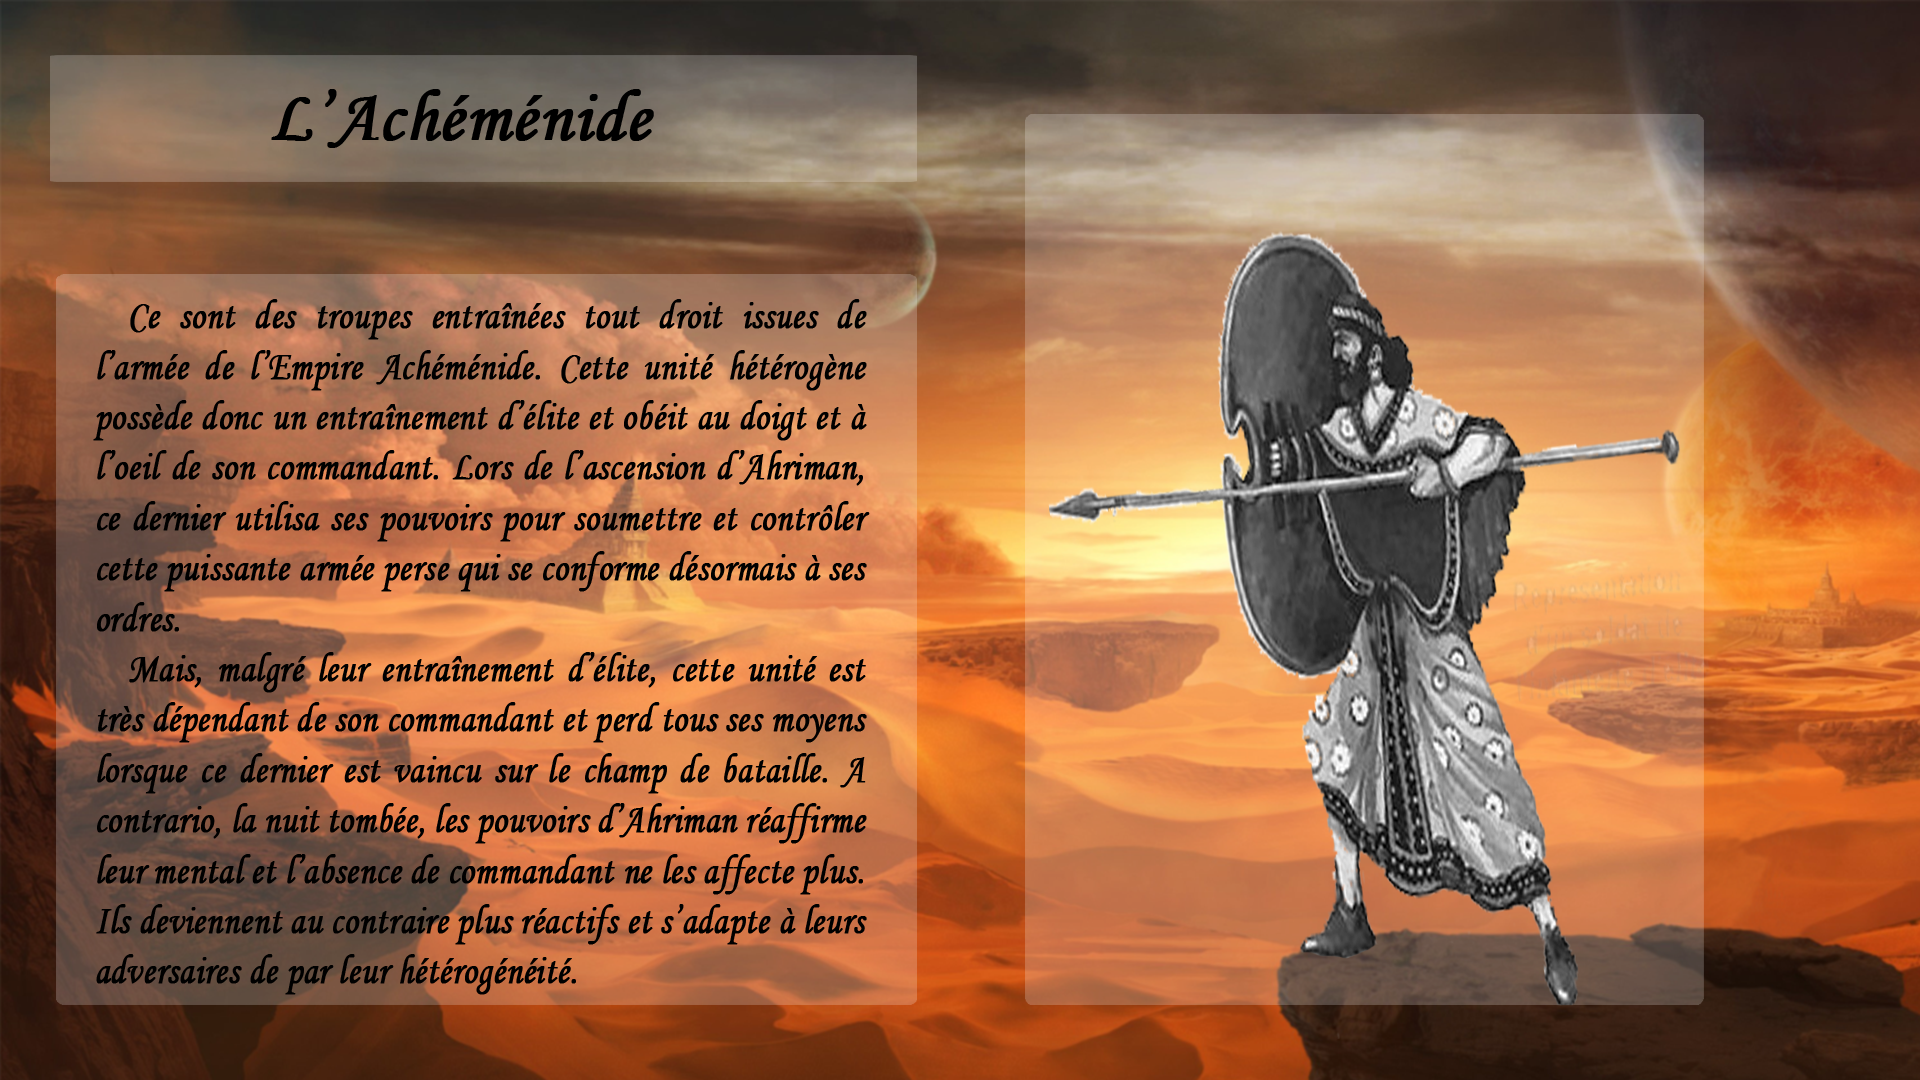 L’Achéménide
Ce sont des troupes entraînées tout droit issues de
l’armée de l’Empire Achéménide. Cette unité hétérogène
possède donc un entraînement d’élite et obéit au doigt et à
l’oeil de son commandant. Lors de l’ascension d’Ahriman,
ce dernier utilisa ses pouvoirs pour soumettre et contrôler
cette puissante armée perse qui se conforme désormais à ses
ordres.
Mais, malgré leur entraînement d’élite, cette unité est
très dépendant de son commandant et perd tous ses moyens
lorsque ce dernier est vaincu sur le champ de bataille. A
contrario, la nuit tombée, les pouvoirs d’Ahriman réaffirme
leur mental et l’absence de commandant ne les affecte plus.
Ils deviennent au contraire plus réactifs et s’adapte à leurs
adversaires de par leur hétérogénéité.